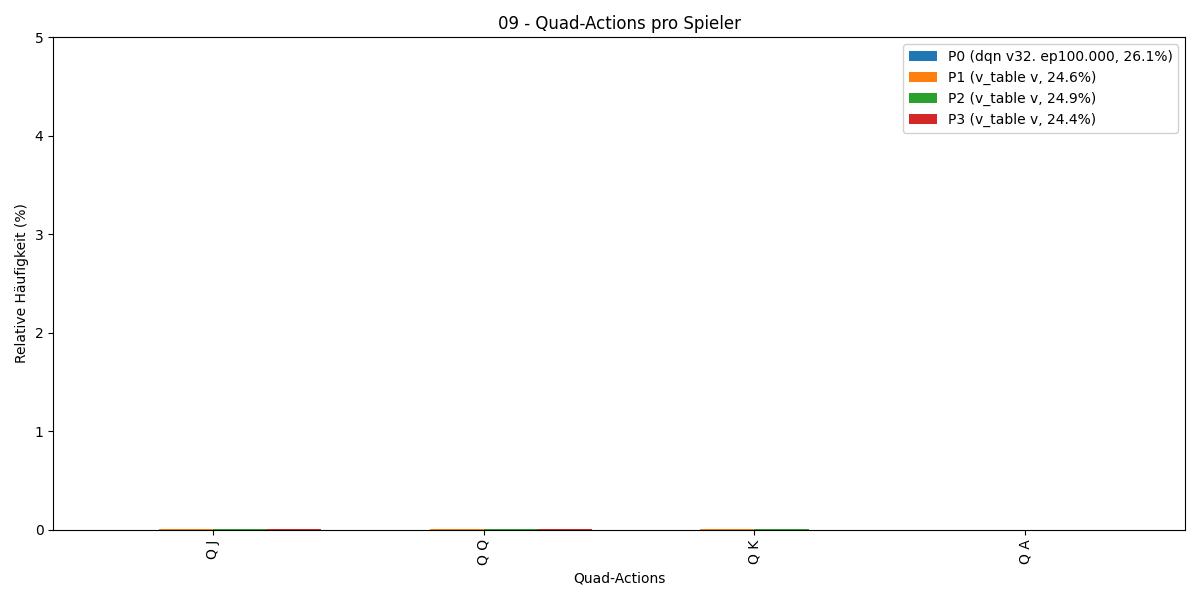 09 - Quad-Actions pro Spieler
P0 (dqn v32. ep100.000, 26.1%)
P1 (v_table v, 24.6%)
P2 (v_table v, 24.9%)
P3 (v_table v, 24.4%)
Relative Häufigkeit (%)
5
4
3
2
1
0
Q J
Q Q
Q K
Q A
Quad-Actions